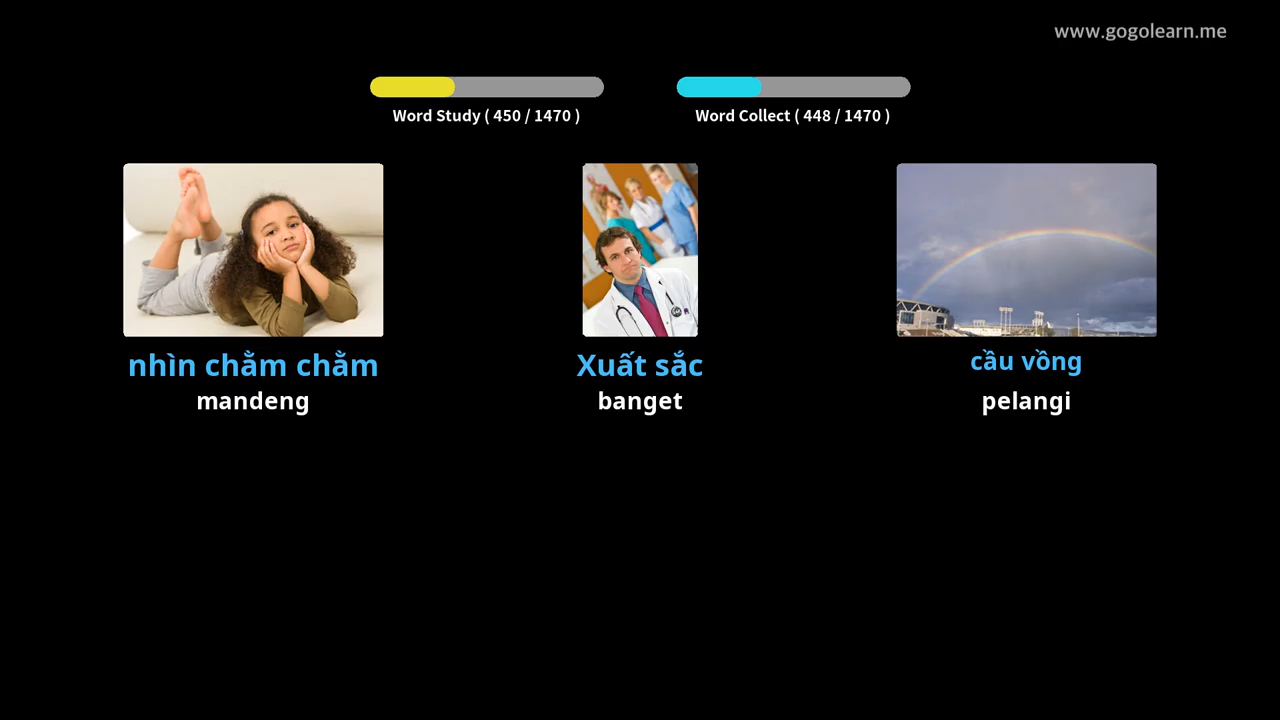 www.gogolearn.me
Word Study ( 450 / 1470 )
Word Collect ( 448 / 1470 )
nhìn chằm chằm
mandeng
Xuất sắc
banget
cầu vồng
pelangi